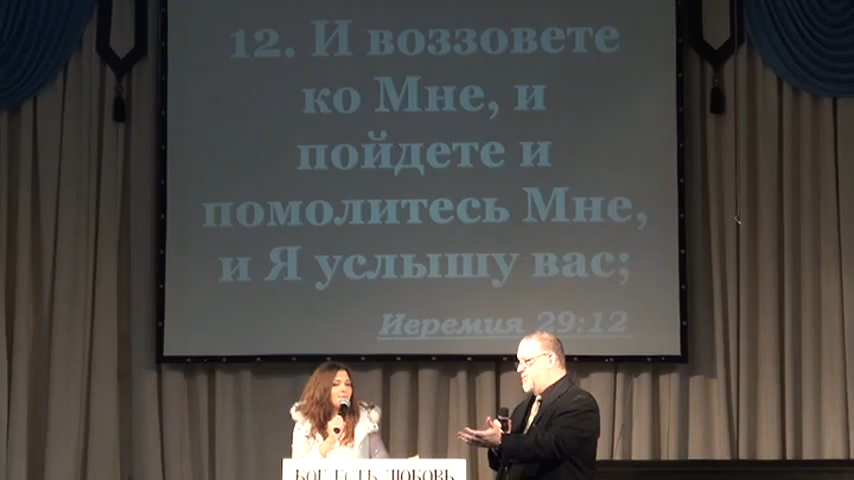 12. И воззовете
ко Мне, и
пойдете и
помолитесь Мне,
и Я услышу вас;
Иеремия 29:12
БОГ ЕСТЬ ЛЮБОВЬ